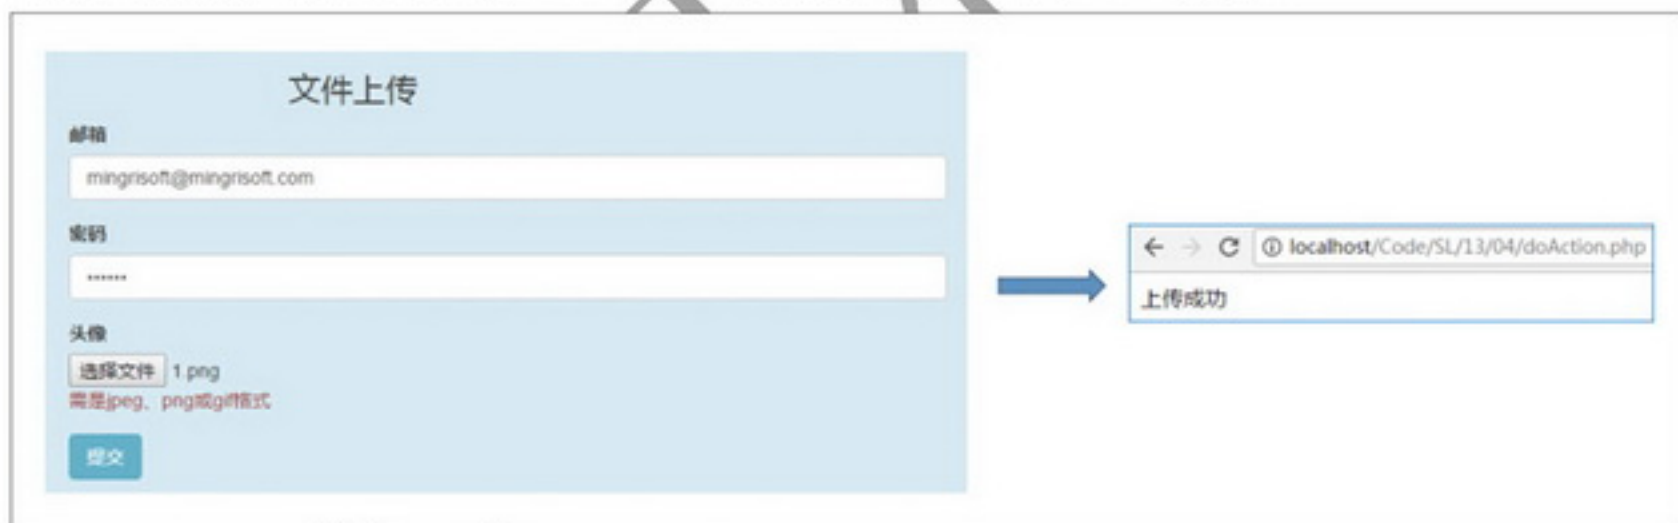 文件上传
邮箱
mingrisoft@mingrisoft.com
密码
••••••
头像
选择文件 1.png
需是jpeg、png或gif格式
提交
localhost/Code/SL/13/04/doAction.php
上传成功